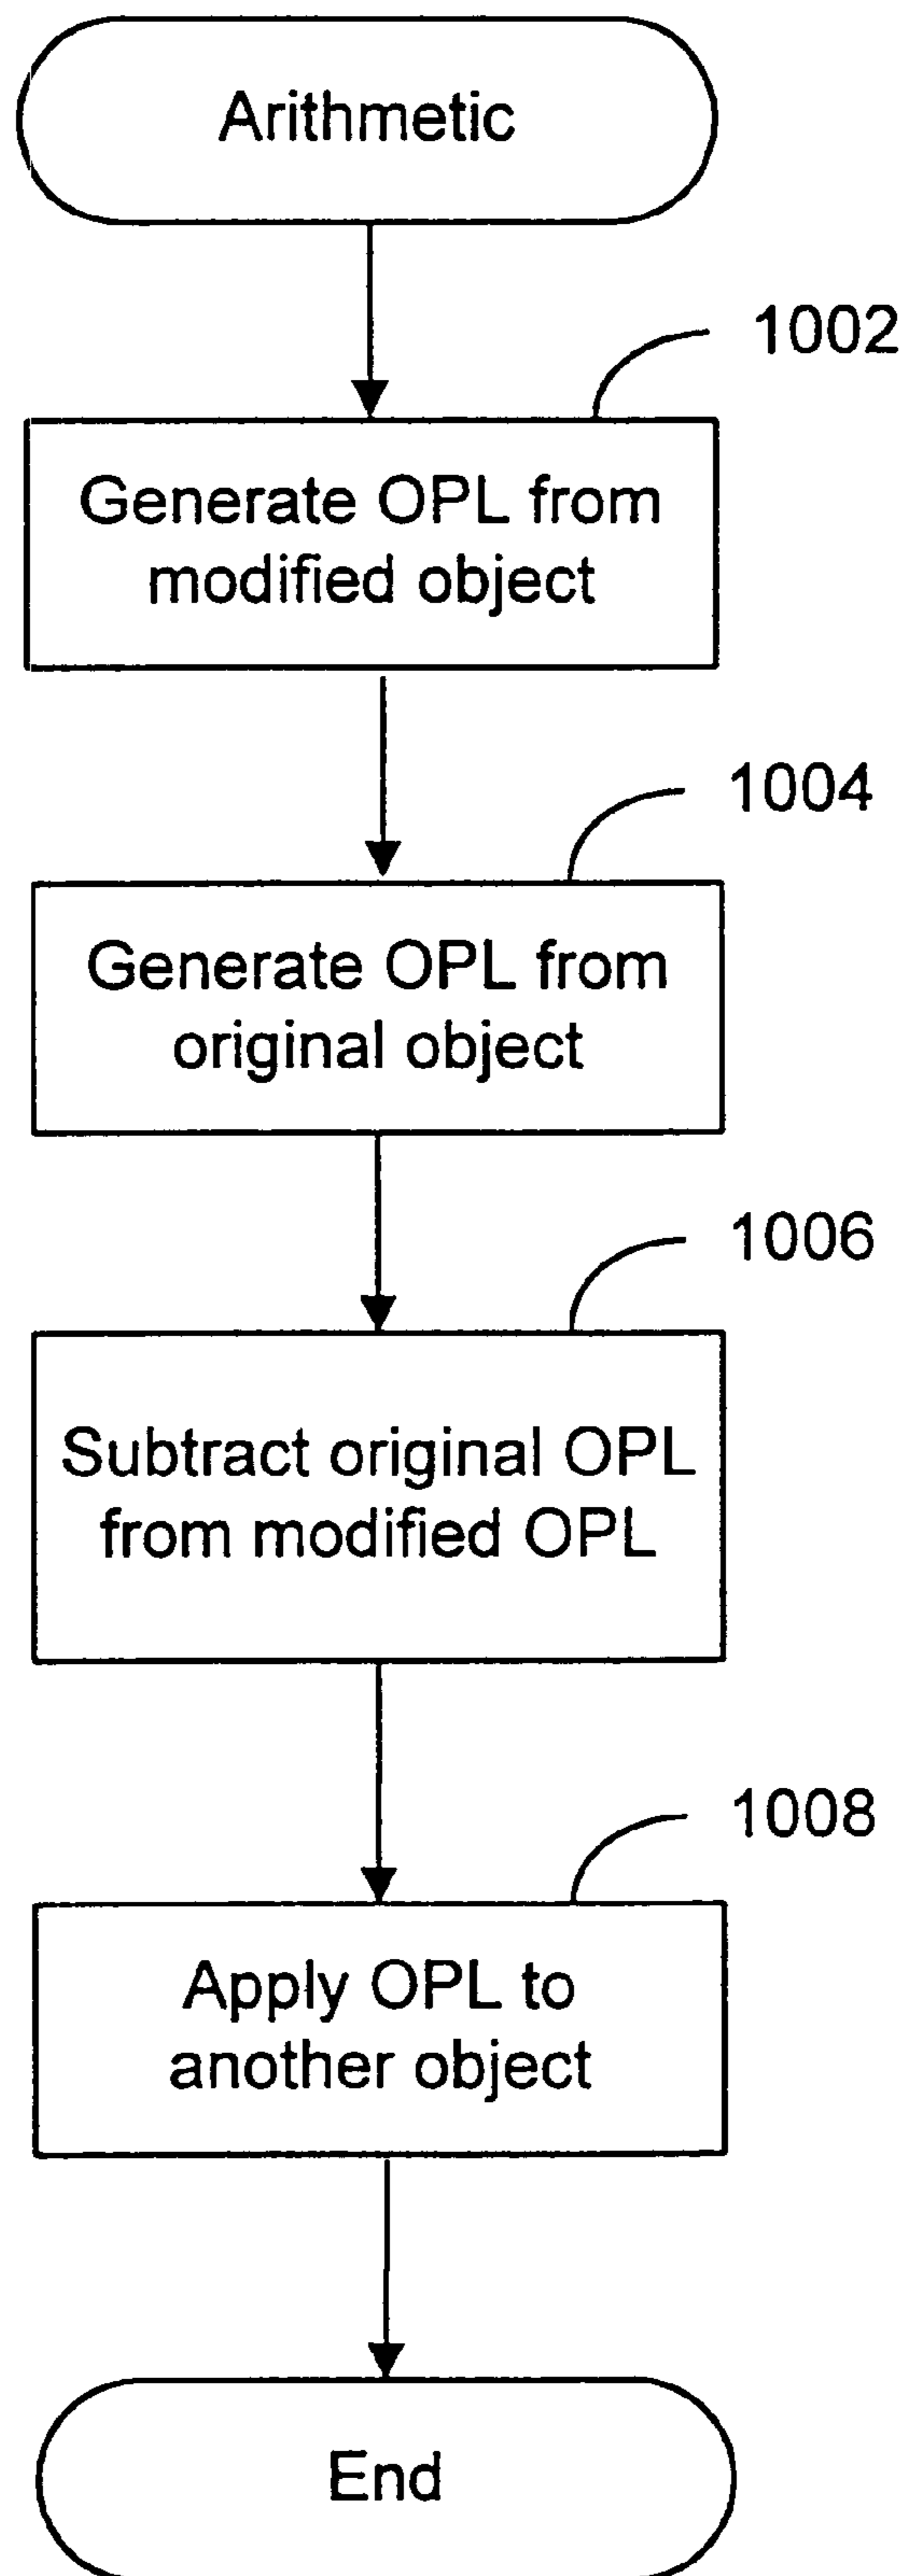 Arithmetic
1002
Generate OPL from
modified object
1004
Generate OPL from
original object
1006
Subtract original OPL
from modified OPL
1008
Apply OPL to
another object
End